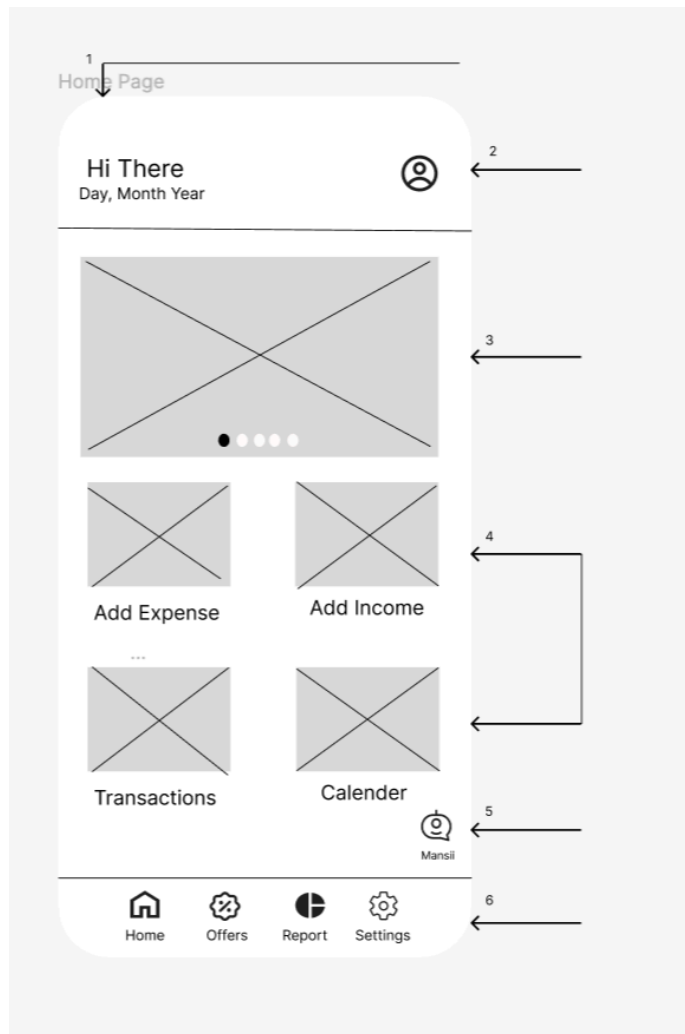 1
Home Page
Hi There
Day, Month Year
2
3
Add Expense
Add Income
4
...
Transactions
Calender
5
Mansii
Home
Offers
Report
Settings
6